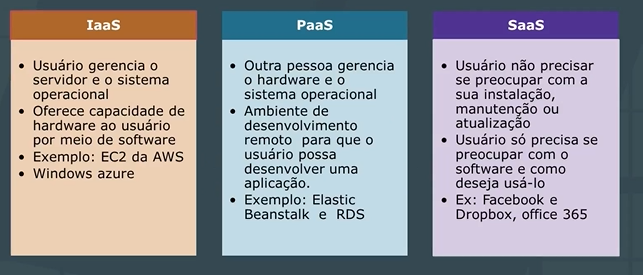 IaaS
• Usuário gerencia o
servidor e o sistema
operacional
• Oferece capacidade de
hardware ao usuário
por meio de software
• Exemplo: EC2 da AWS
• Windows azure
PaaS
• Outra pessoa gerencia
o hardware e o
sistema operacional
• Ambiente de
desenvolvimento
remoto para que o
usuário possa
desenvolver uma
aplicação.
• Exemplo: Elastic
Beanstalk e RDS
SaaS
• Usuário não precisar
se preocupar com a
sua instalação,
manutenção ou
atualização
• Usuário só precisa se
preocupar com o
software e como
deseja usá-lo
• Ex: Facebook e
Dropbox, office 365